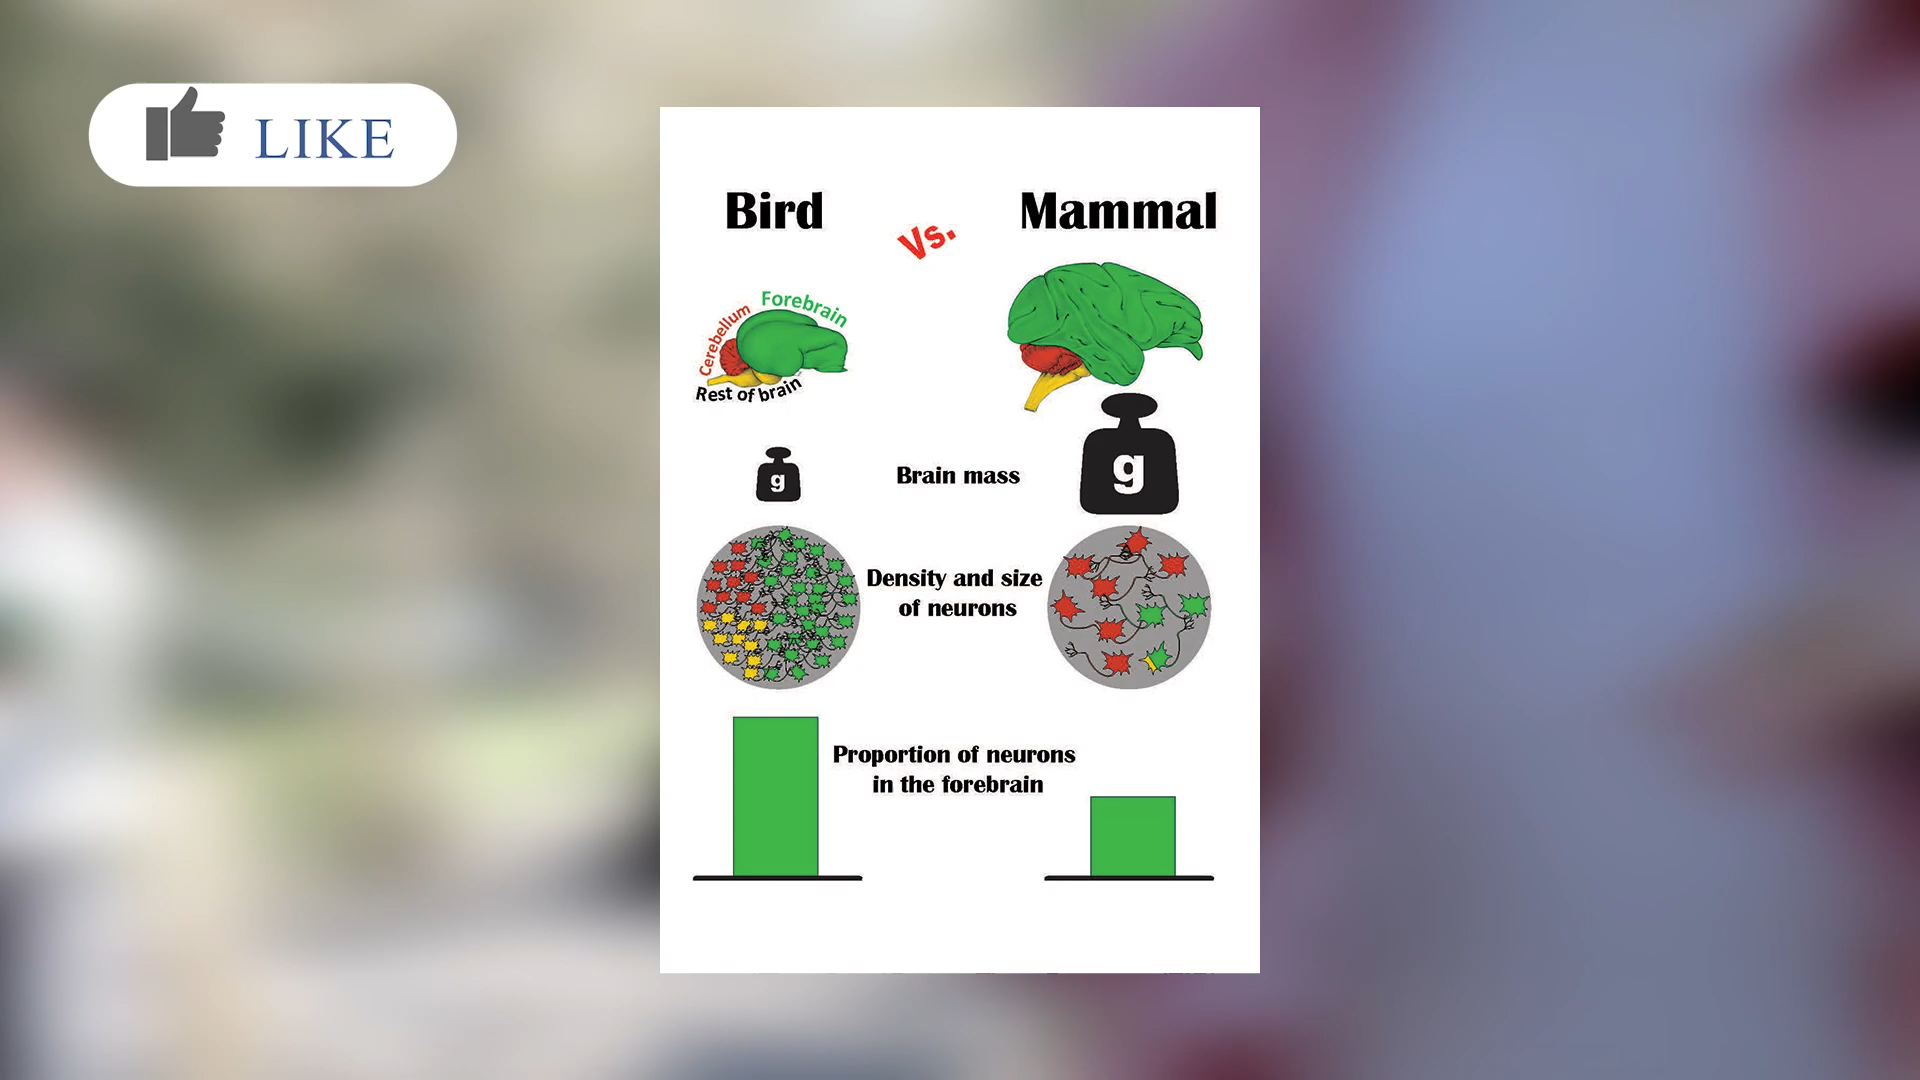 LIKE
Bird
Vs.
Mammal
Forebrain
Cerebellum
Rest of brain
g
Brain mass
g
Density and size
of neurons
Proportion of neurons
in the forebrain